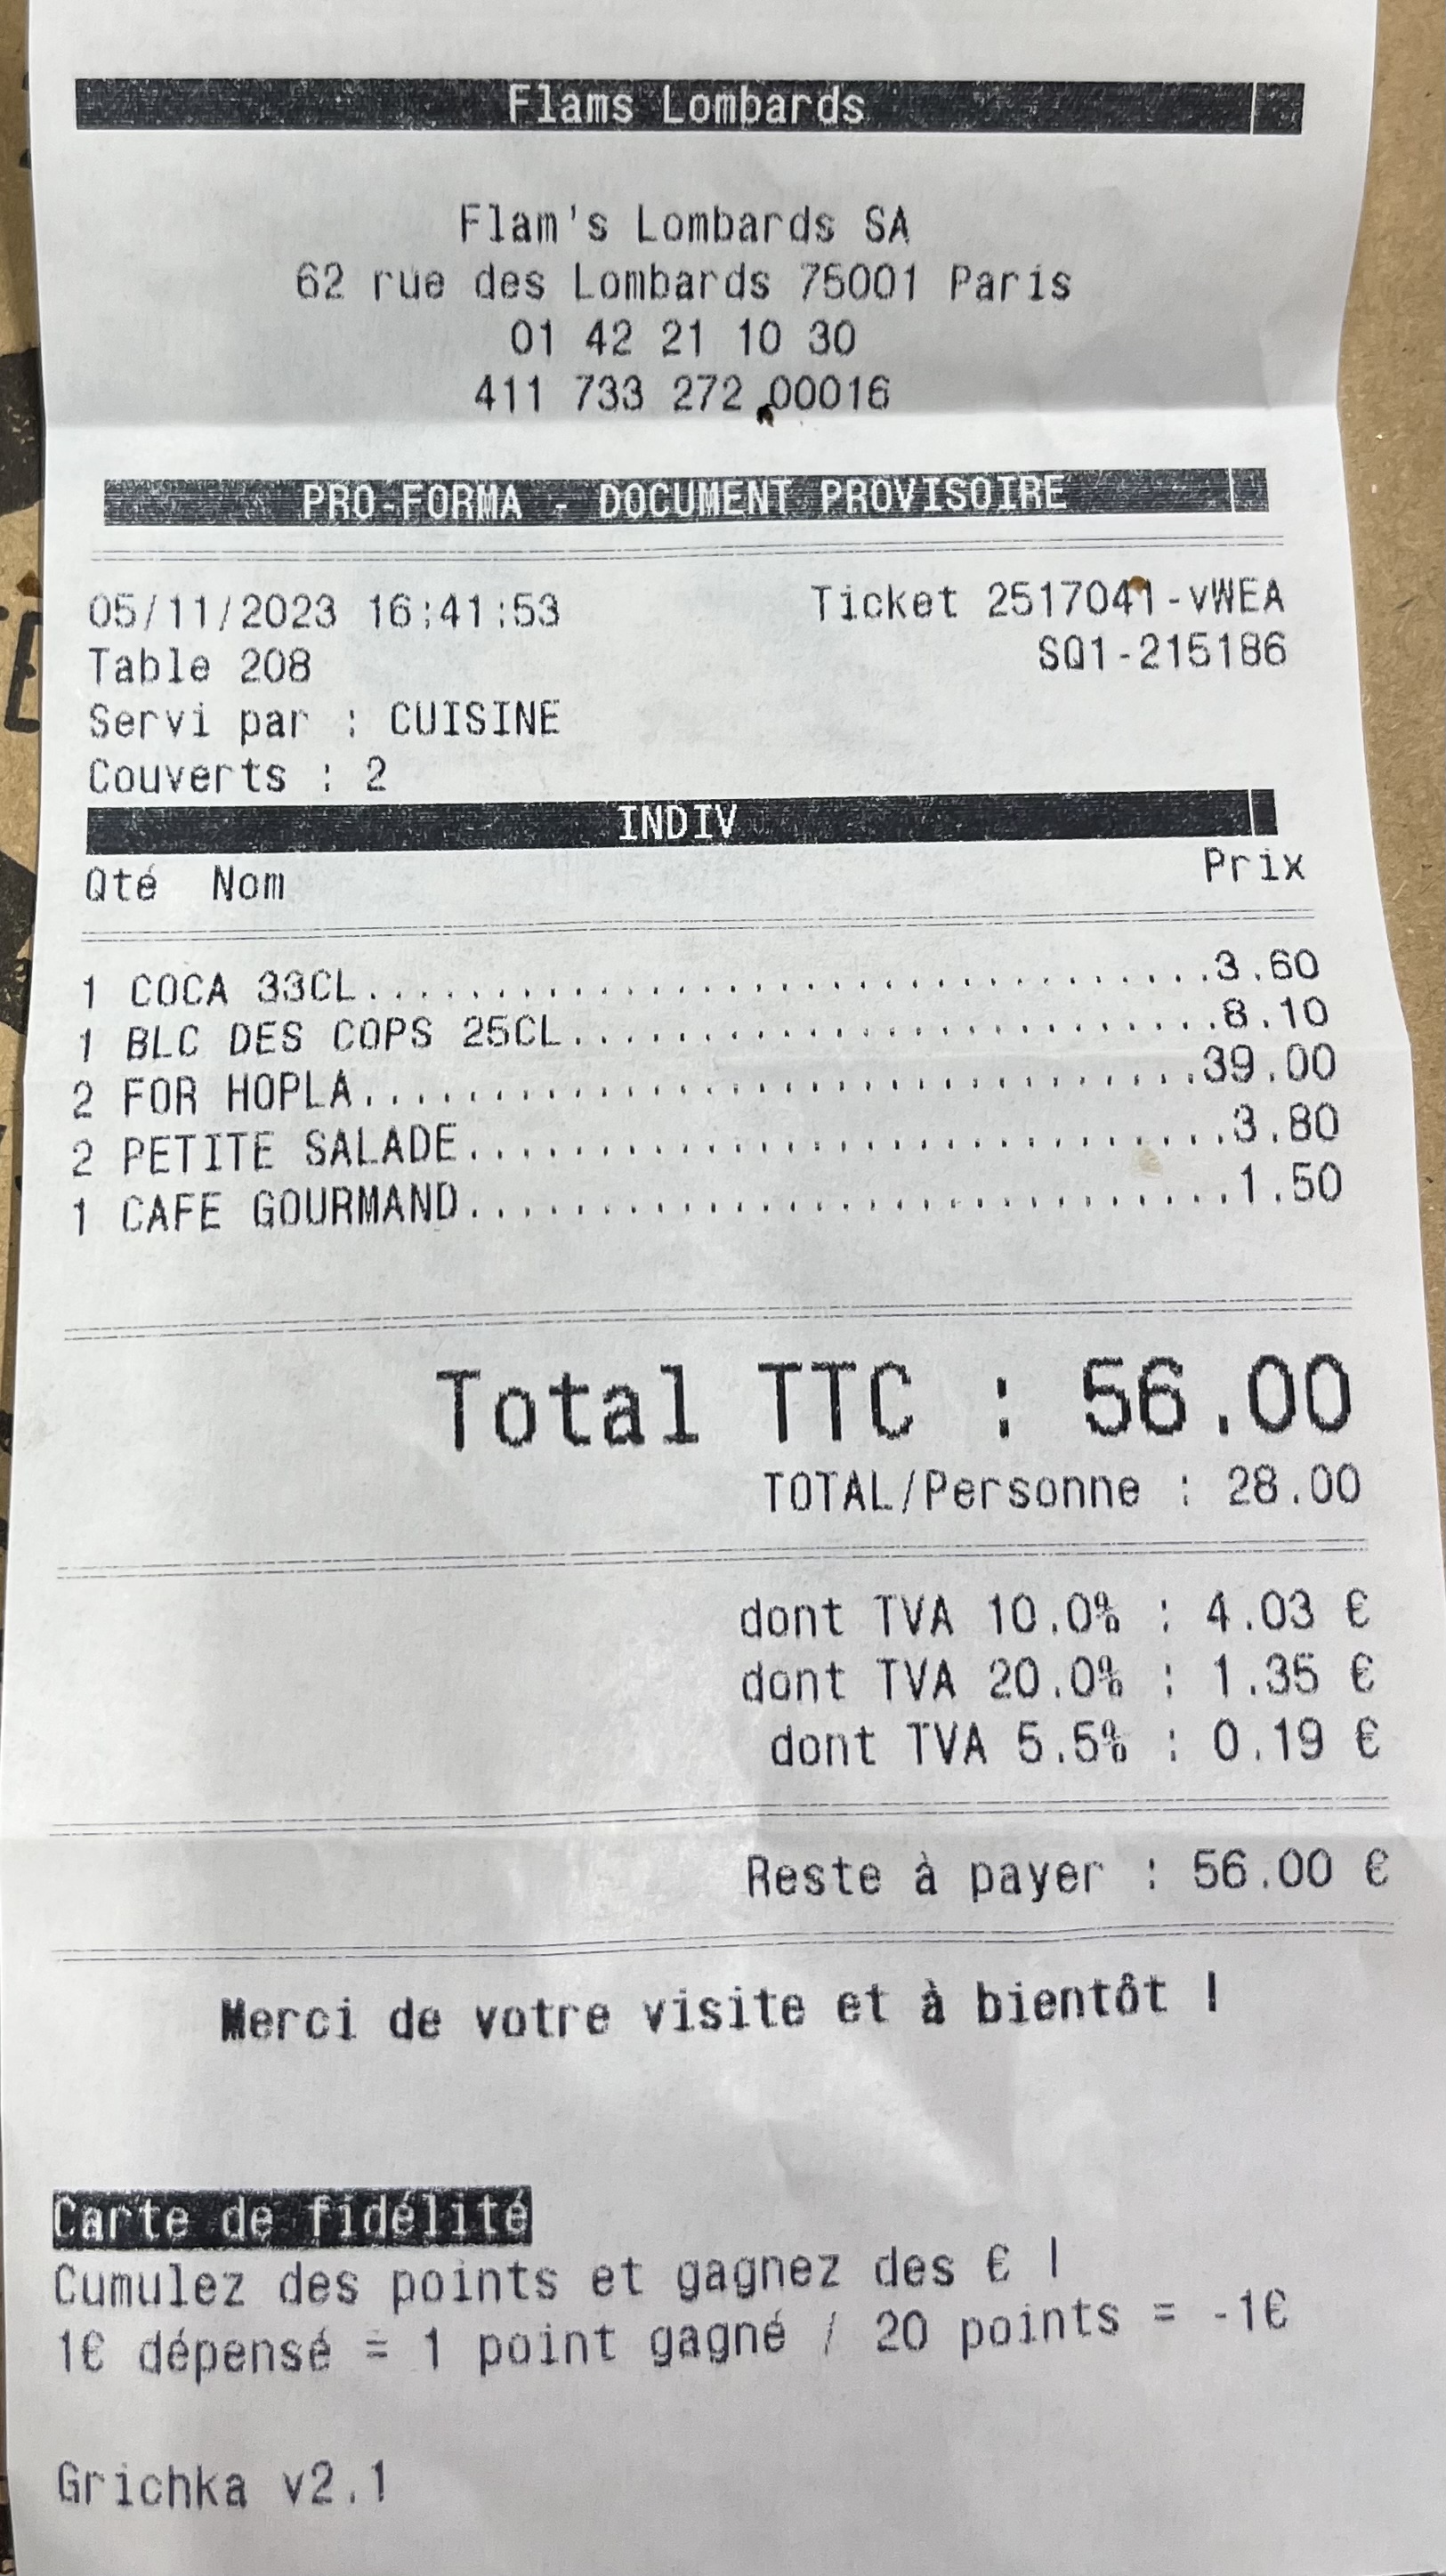 Flams Lombards
Flam's Lombards SA
62 rue des Lombards 75001 Paris
01 42 21 10 30
411 733 272 00016
PRO-FORMA - DOCUMENT PROVISOIRE
05/11/2023 16:41:53 Ticket 2517041-vWEA
Table 208 SQ1-215186
Servi par : CUISINE
Couverts : 2
INDIV
Qté Nom Prix
1 COCA 33CL....................................3.60
1 BLC DES COPS 25CL............................8.10
2 FOR HOPLA....................................39.00
2 PETITE SALADE................................3.80
1 CAFE GOURMAND................................1.50
Total TTC : 56.00
TOTAL/Personne : 28.00
dont TVA 10.0% : 4.03 €
dont TVA 20.0% : 1.35 €
dont TVA 5.5% : 0.19 €
Reste à payer : 56.00 €
Merci de votre visite et à bientôt !
Carte de fidélité
Cumulez des points et gagnez des € !
1€ dépensé = 1 point gagné / 20 points = -1€
Grichka v2.1